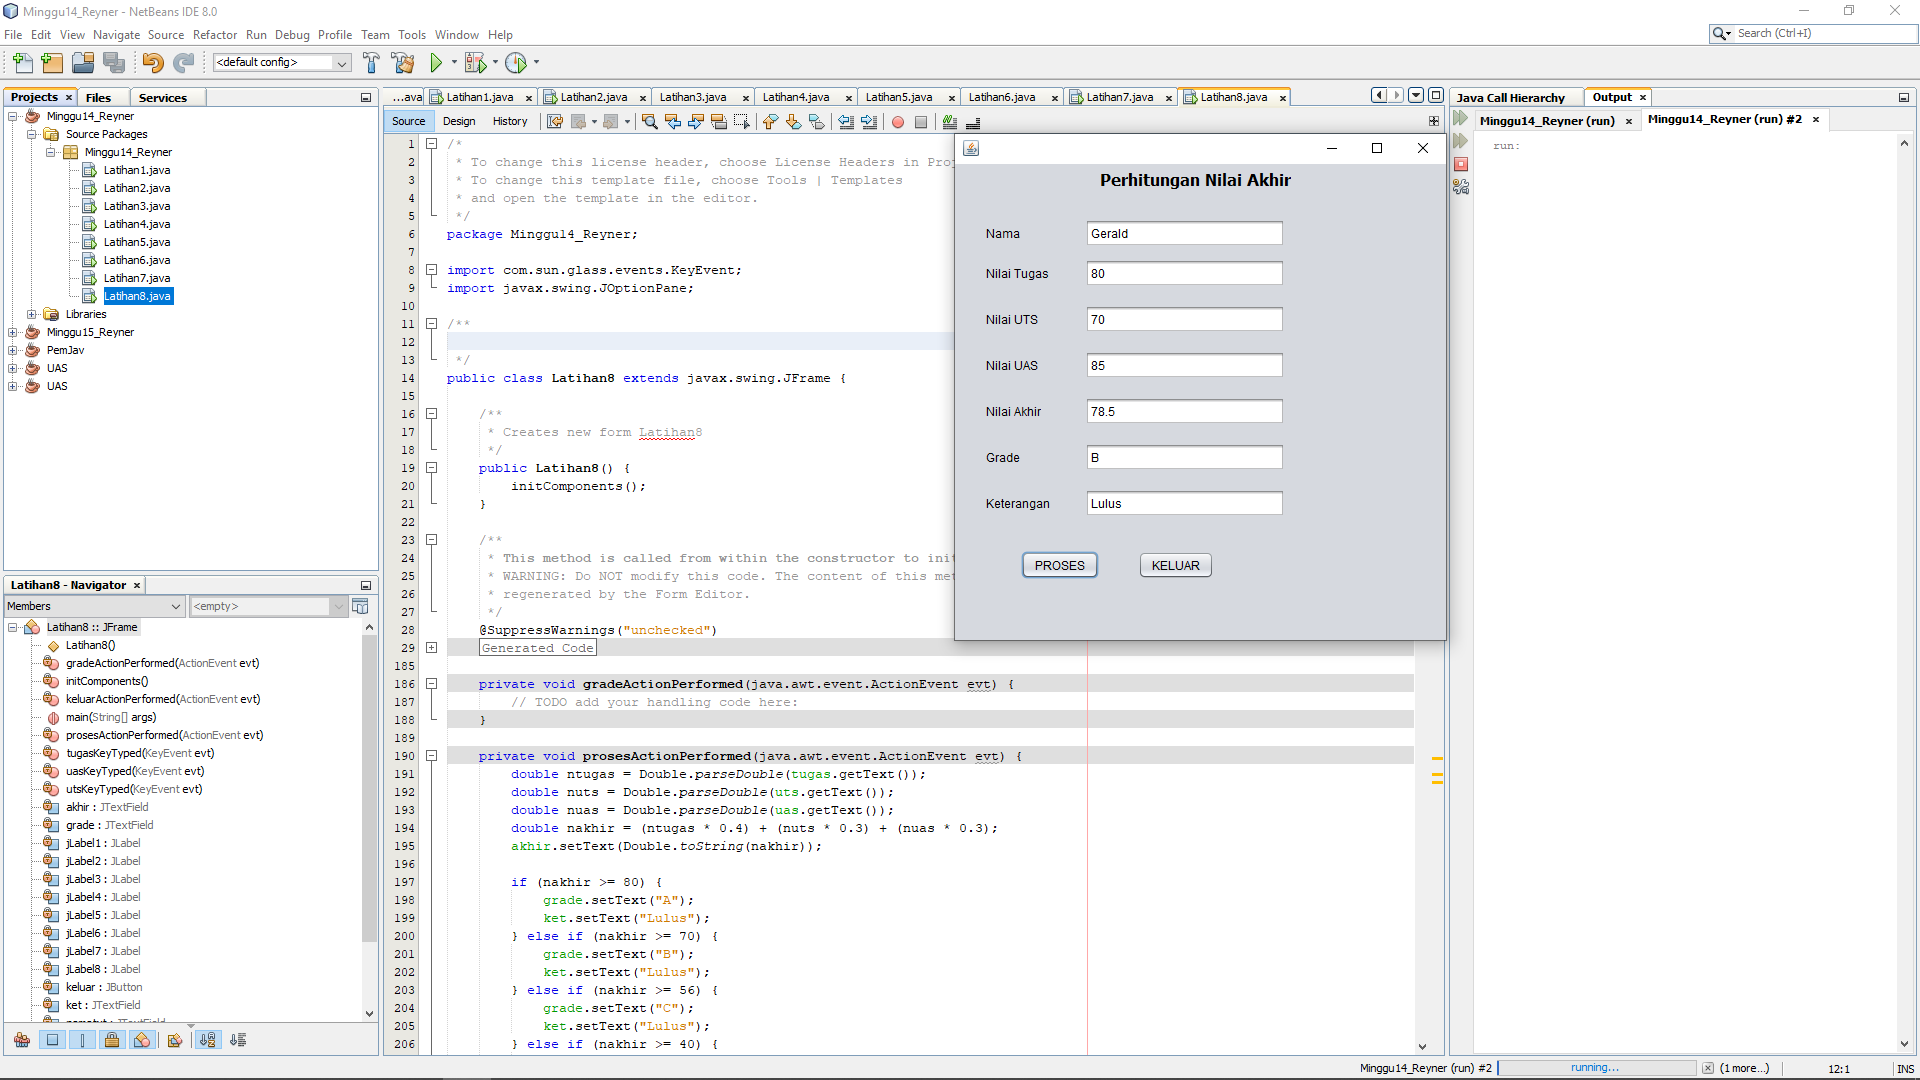 Minggu14_Reyner - NetBeans IDE 8.0
File Edit View Navigate Source Refactor Run Debug Profile Team Tools Window Help
Search (Ctrl+I)
<default config>
Projects Files Services
Minggu14_Reyner
Source Packages
Minggu14_Reyner
Latihan1.java
Latihan2.java
Latihan3.java
Latihan4.java
Latihan5.java
Latihan6.java
Latihan7.java
Latihan8.java
Libraries
Minggu15_Reyner
PemJav
UAS
UAS
Latihan8 - Navigator
Members <empty>
Latihan8 :: JFrame
Latihan8()
gradeActionPerformed(ActionEvent evt)
initComponents()
keluarActionPerformed(ActionEvent evt)
main(String[] args)
prosesActionPerformed(ActionEvent evt)
tugasKeyTyped(KeyEvent evt)
uasKeyTyped(KeyEvent evt)
utsKeyTyped(KeyEvent evt)
akhir : JTextField
grade : JTextField
jLabel1 : JLabel
jLabel2 : JLabel
jLabel3 : JLabel
jLabel4 : JLabel
jLabel5 : JLabel
jLabel6 : JLabel
jLabel7 : JLabel
jLabel8 : JLabel
keluar : JButton
ket : JTextField
...ava Latihan1.java Latihan2.java Latihan3.java Latihan4.java Latihan5.java Latihan6.java Latihan7.java Latihan8.java
Source Design History
1 /*
2 * To change this license header, choose License Headers in Proj
3 * To change this template file, choose Tools | Templates
4 * and open the template in the editor.
5 */
6 package Minggu14_Reyner;
7
8 import com.sun.glass.events.KeyEvent;
9 import javax.swing.JOptionPane;
10
11 /**
12
13 */
14 public class Latihan8 extends javax.swing.JFrame {
15
16 /**
17 * Creates new form Latihan8
18 */
19 public Latihan8() {
20 initComponents();
21 }
22
23 /**
24 * This method is called from within the constructor to init
25 * WARNING: Do NOT modify this code. The content of this met
26 * regenerated by the Form Editor.
27 */
28 @SuppressWarnings("unchecked")
29 Generated Code
185
186 private void gradeActionPerformed(java.awt.event.ActionEvent evt) {
187 // TODO add your handling code here:
188 }
189
190 private void prosesActionPerformed(java.awt.event.ActionEvent evt) {
191 double ntugas = Double.parseDouble(tugas.getText());
192 double nuts = Double.parseDouble(uts.getText());
193 double nuas = Double.parseDouble(uas.getText());
194 double nakhir = (ntugas * 0.4) + (nuts * 0.3) + (nuas * 0.3);
195 akhir.setText(Double.toString(nakhir));
196
197 if (nakhir >= 80) {
198 grade.setText("A");
199 ket.setText("Lulus");
200 } else if (nakhir >= 70) {
201 grade.setText("B");
202 ket.setText("Lulus");
203 } else if (nakhir >= 56) {
204 grade.setText("C");
205 ket.setText("Lulus");
206 } else if (nakhir >= 40) {
Perhitungan Nilai Akhir
Nama Gerald
Nilai Tugas 80
Nilai UTS 70
Nilai UAS 85
Nilai Akhir 78.5
Grade B
Keterangan Lulus
PROSES KELUAR
Java Call Hierarchy Output
Minggu14_Reyner (run) Minggu14_Reyner (run) #2
run:
Minggu14_Reyner (run) #2 running... (1 more...) 12:1 INS